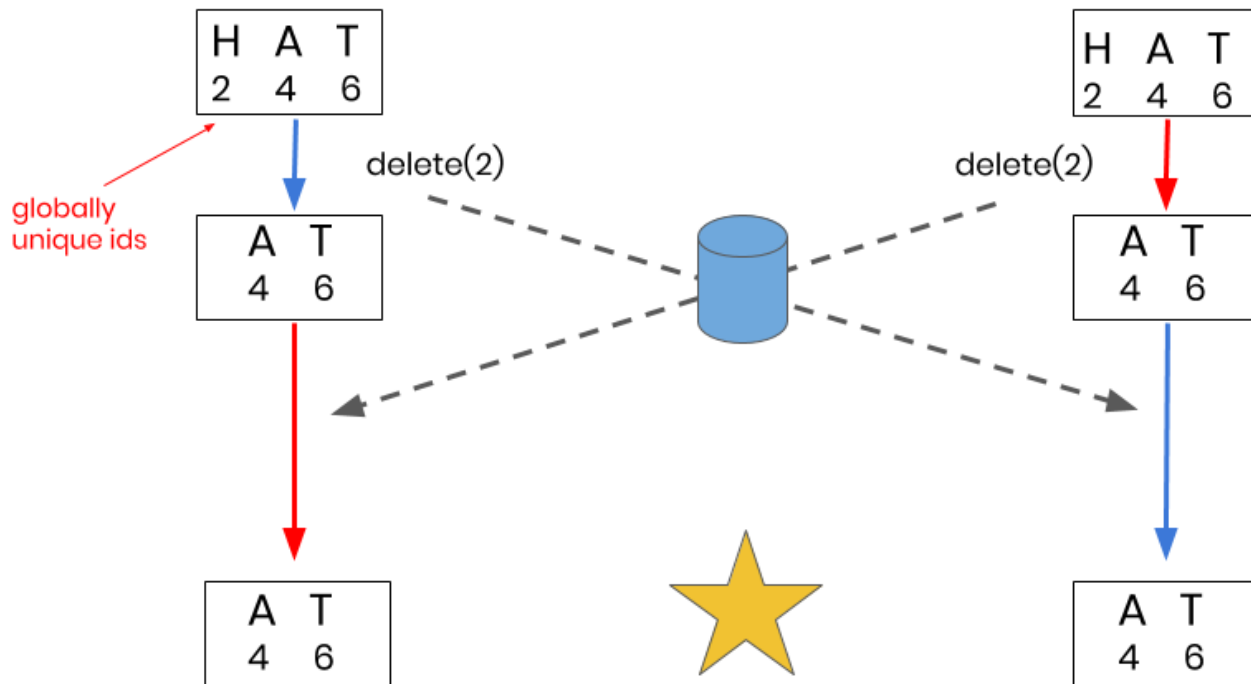 H A T
2 4 6
H A T
2 4 6
delete(2)
delete(2)
globally
unique ids
A T
4 6
A T
4 6
A T
4 6
A T
4 6